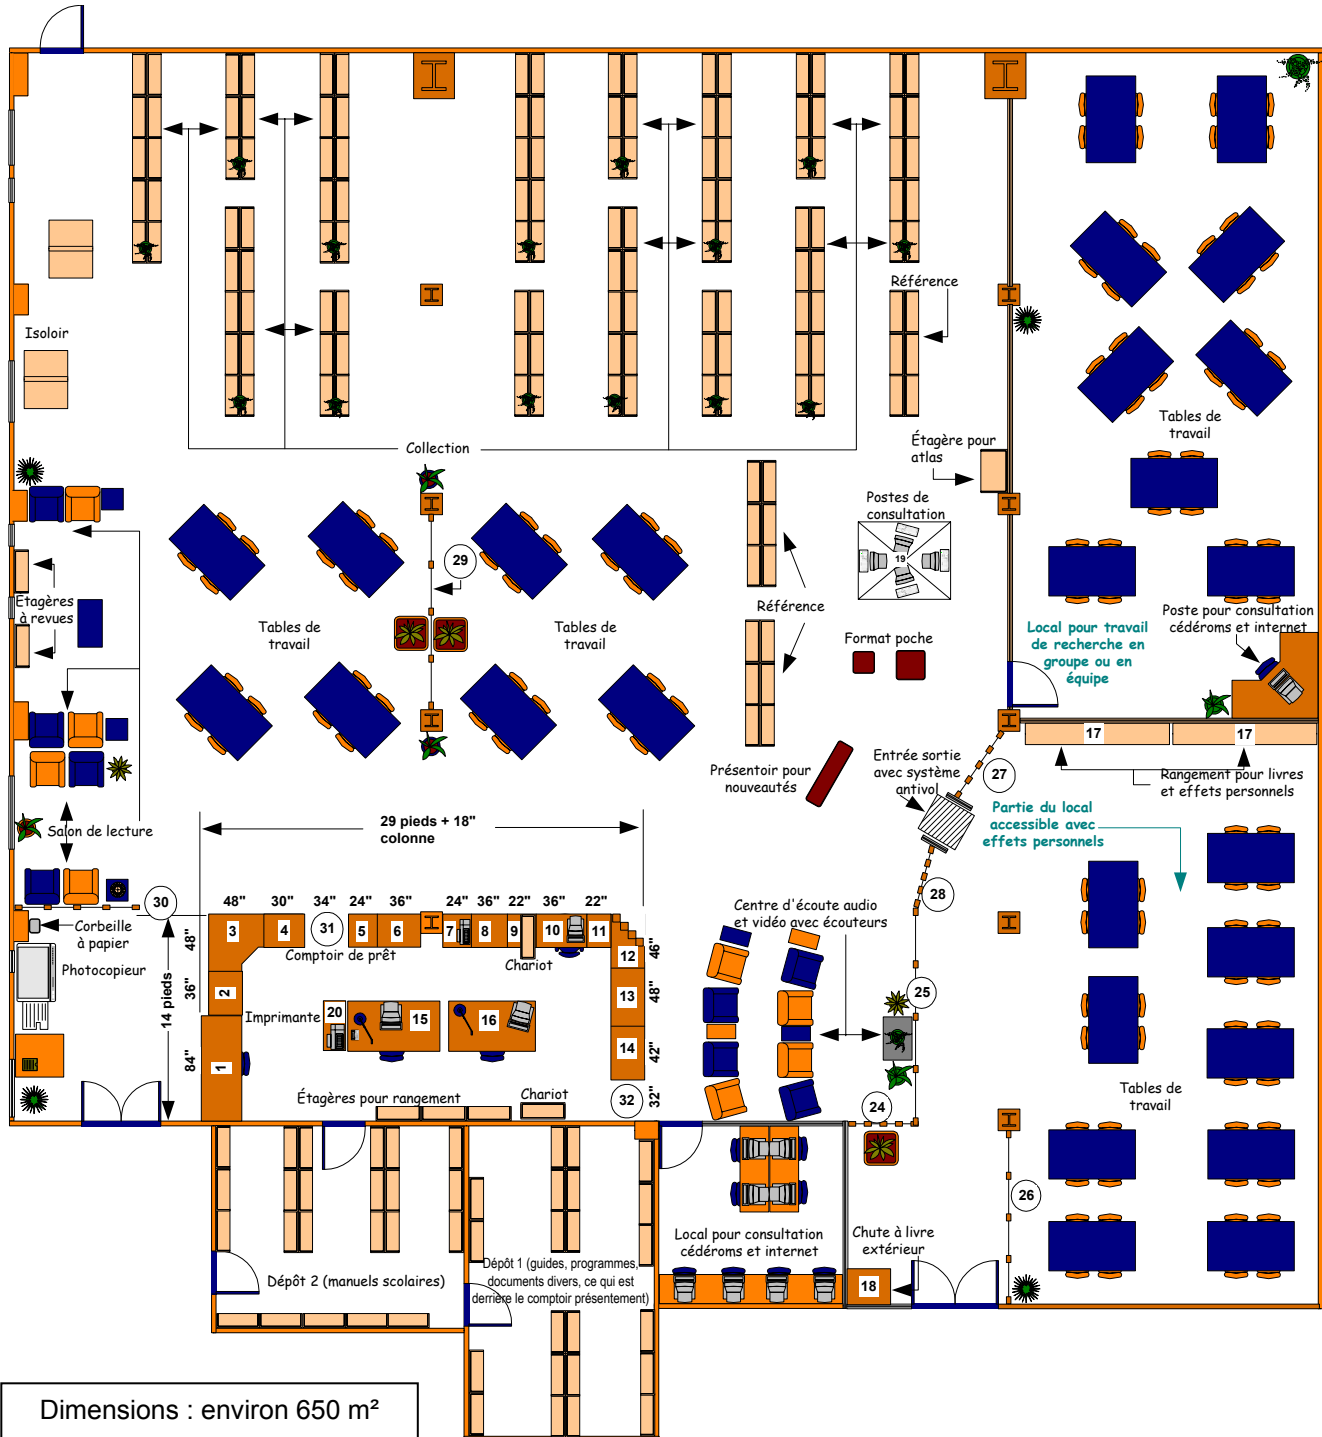 Référence
Isoloir
Collection
Étagère pour
atlas
Tables de
travail
Postes de
consultation
19
29
Etagères
à revues
Tables de
travail
Tables de
travail
Référence
Format poche
Local pour travail
de recherche en
groupe ou en
équipe
Poste pour consultation
cédéroms et internet
17
17
Entrée sortie
avec système
antivol
27
Rangement pour livres
et effets personnels
Présentoir pour
nouveautés
Partie du local
accessible avec
effets personnels
29 pieds + 18"
colonne
Salon de lecture
28
30
48"
30"
34"
24"
36"
24"
36"
22"
36"
22"
Centre d'écoute audio
et vidéo avec écouteurs
Corbeille
à papier
48"
3
4
31
5
6
7
8
9
10
11
12
46"
Comptoir de prêt
Chariot
Photocopieur
14 pieds
36"
2
13
48"
25
Imprimante
20
15
16
84"
1
14
42"
Étagères pour rangement
Chariot
32
32"
24
Tables de
travail
26
Local pour consultation
cédéroms et internet
Chute à livre
extérieur
18
Dépôt 2 (manuels scolaires)
Dépôt 1 (guides, programmes,
documents divers, ce qui est
derrière le comptoir présentement)
Dimensions : environ 650 m²